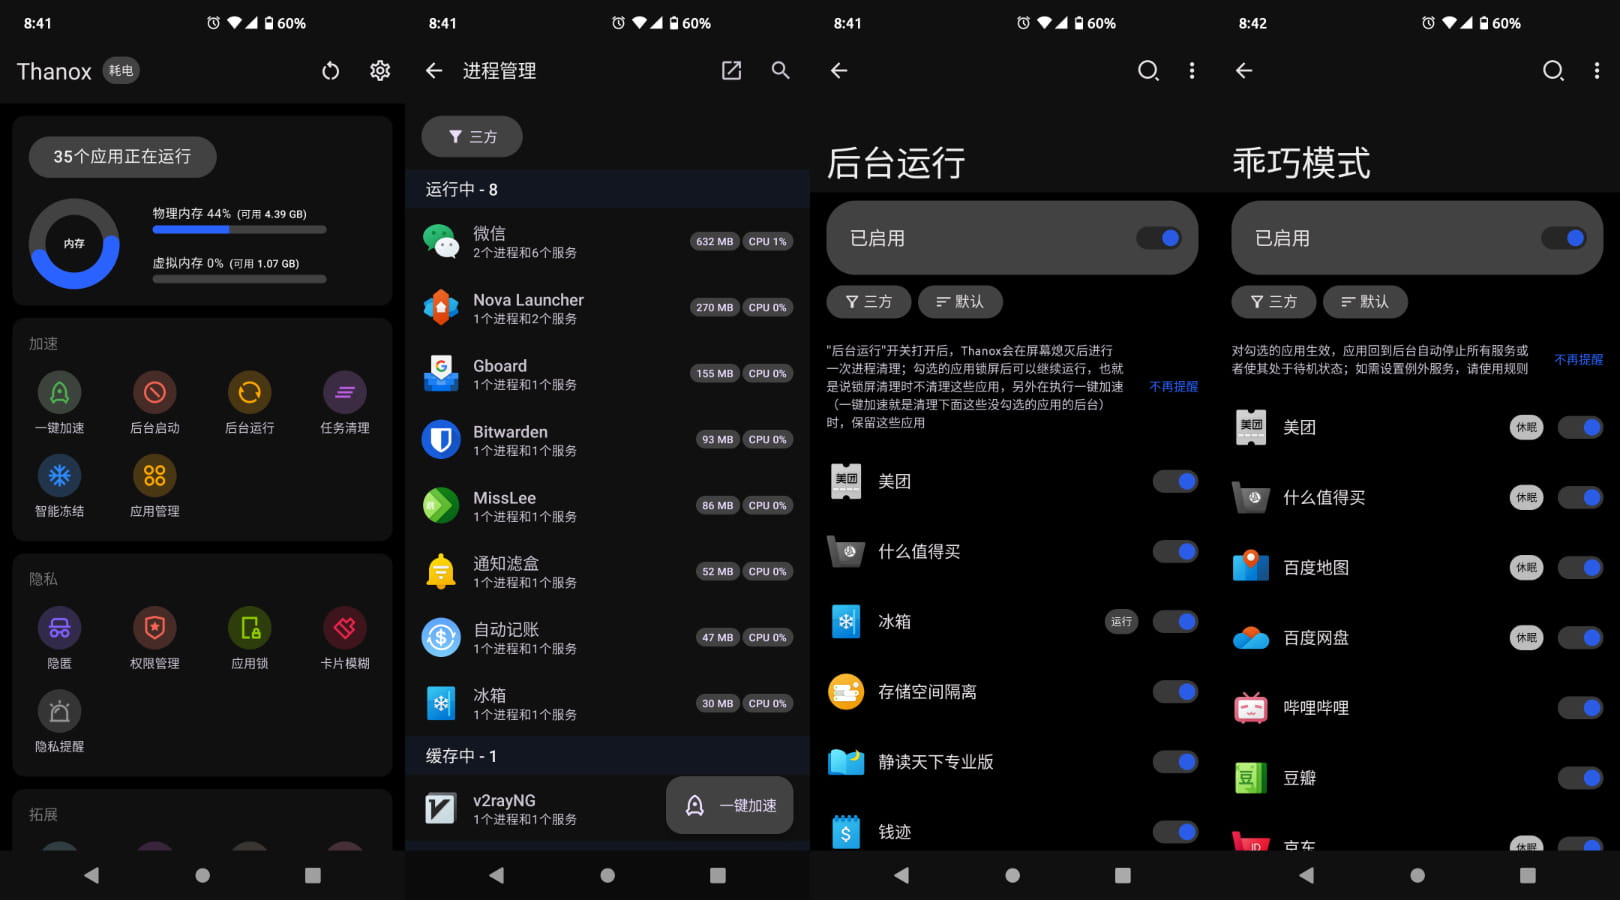 8:41
60%
Thanox
耗电
35个应用正在运行
内存
物理内存 44% (可用 4.39 GB)
虚拟内存 0% (可用 1.07 GB)
加速
一键加速
后台启动
后台运行
任务清理
智能冻结
应用管理
隐私
隐匿
权限管理
应用锁
卡片模糊
隐私提醒
拓展
8:41
60%
进程管理
三方
运行中 - 8
微信
2个进程和6个服务
632 MB
CPU 1%
Nova Launcher
1个进程和2个服务
270 MB
CPU 0%
Gboard
1个进程和1个服务
155 MB
CPU 0%
Bitwarden
1个进程和1个服务
93 MB
CPU 0%
MissLee
1个进程和1个服务
86 MB
CPU 0%
通知滤盒
1个进程和1个服务
52 MB
CPU 0%
自动记账
1个进程和1个服务
47 MB
CPU 0%
冰箱
1个进程和1个服务
30 MB
CPU 0%
缓存中 - 1
v2rayNG
1个进程和1个服务
一键加速
8:41
60%
后台运行
已启用
三方
默认
"后台运行"开关打开后，Thanox会在屏幕熄灭后进行
一次进程清理；勾选的应用锁屏后可以继续运行，也就
是说锁屏清理时不清理这些应用，另外在执行一键加速
（一键加速就是清理下面这些没勾选的应用的后台）
时，保留这些应用
不再提醒
美团
美团
什么值得买
冰箱
运行
存储空间隔离
静读天下专业版
钱迹
8:42
60%
乖巧模式
已启用
三方
默认
对勾选的应用生效，应用回到后台自动停止所有服务或
者使其处于待机状态；如需设置例外服务，请使用规则
不再提醒
美团
美团
休眠
什么值得买
休眠
百度地图
休眠
百度网盘
休眠
哔哩哔哩
豆
豆瓣
JD
京东
休眠